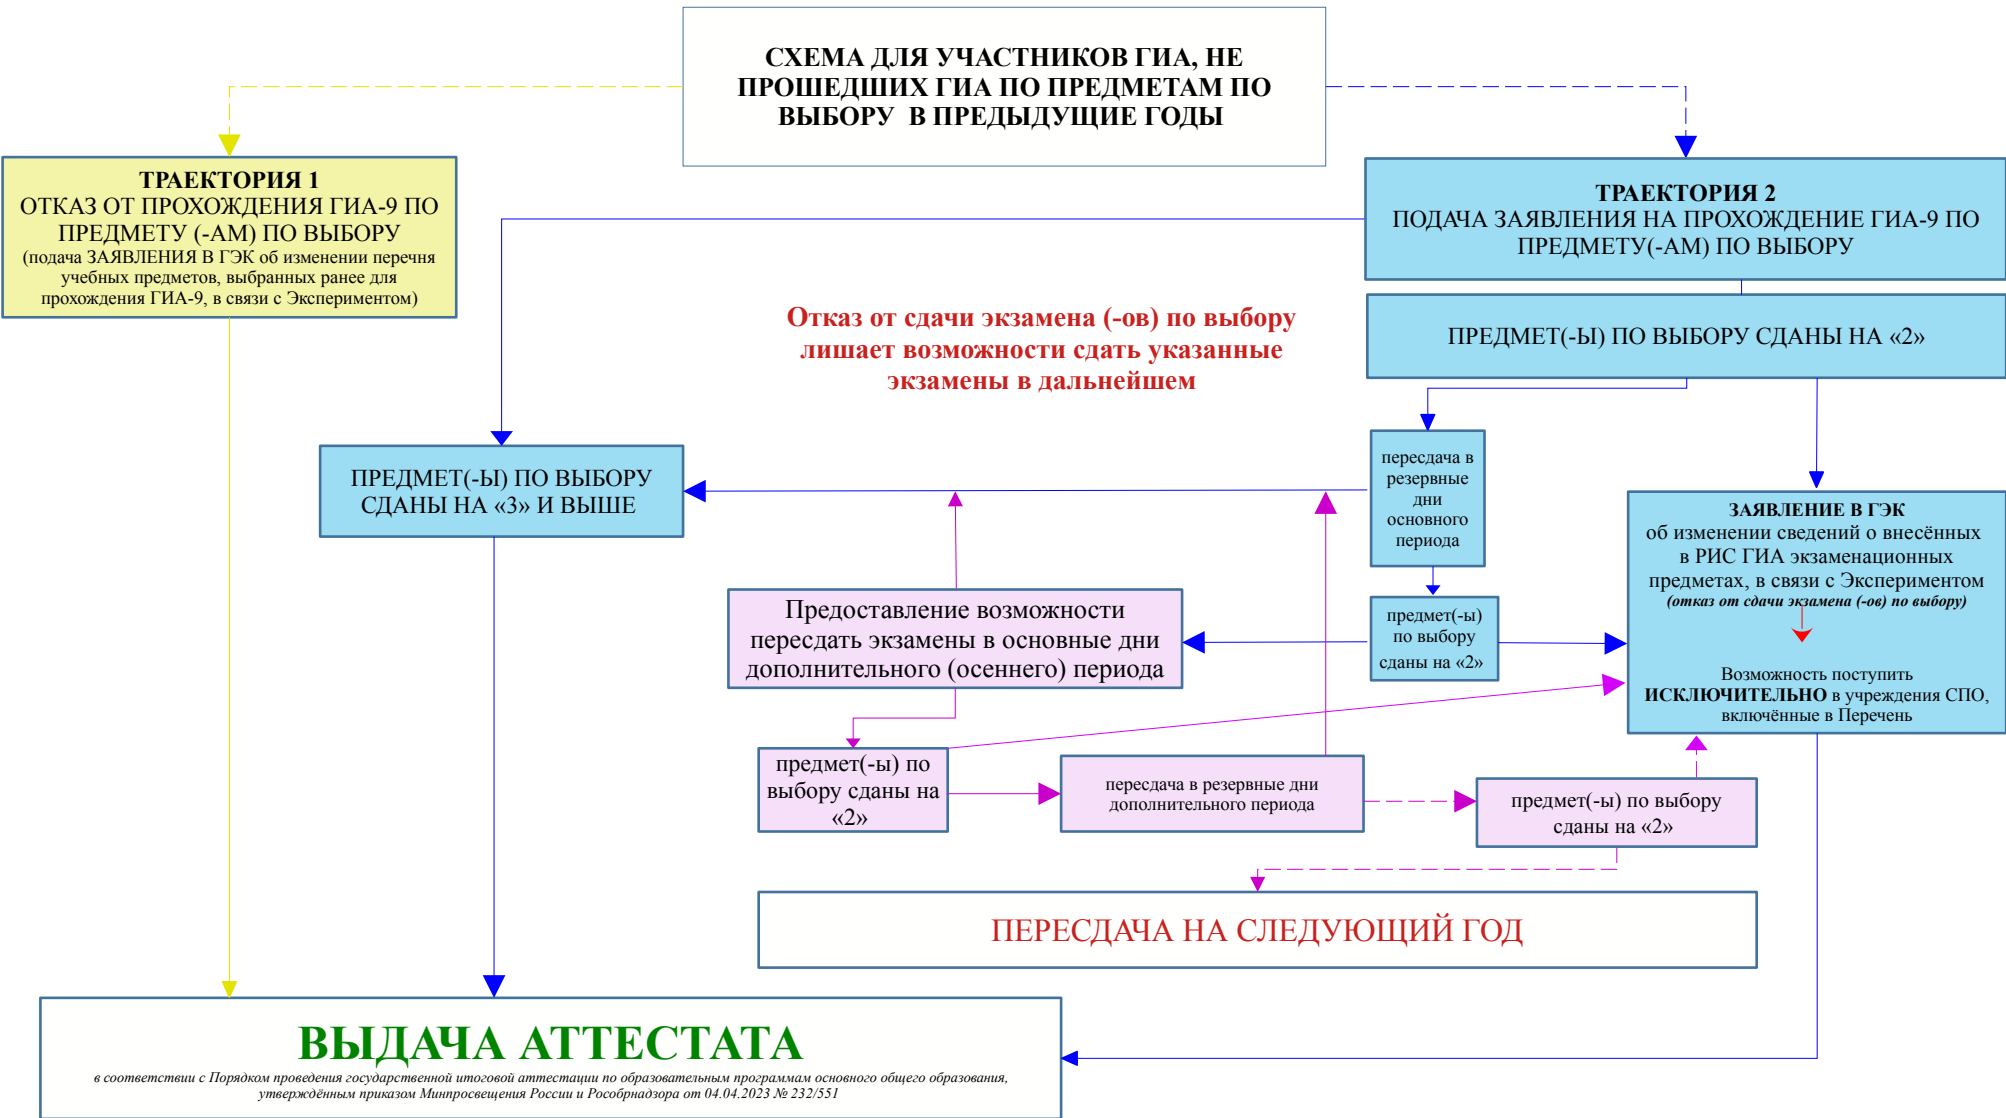 СХЕМА ДЛЯ УЧАСТНИКОВ ГИА, НЕ
ПРОШЕДШИХ ГИА ПО ПРЕДМЕТАМ ПО
ВЫБОРУ В ПРЕДЫДУЩИЕ ГОДЫ
ТРАЕКТОРИЯ 1
ОТКАЗ ОТ ПРОХОЖДЕНИЯ ГИА-9 ПО
ПРЕДМЕТУ (-АМ) ПО ВЫБОРУ
(подача ЗАЯВЛЕНИЯ В ГЭК об изменении перечня
учебных предметов, выбранных ранее для
прохождения ГИА-9, в связи с Экспериментом)
ТРАЕКТОРИЯ 2
ПОДАЧА ЗАЯВЛЕНИЯ НА ПРОХОЖДЕНИЕ ГИА-9 ПО
ПРЕДМЕТУ(-АМ) ПО ВЫБОРУ
Отказ от сдачи экзамена (-ов) по выбору
лишает возможности сдать указанные
экзамены в дальнейшем
ПРЕДМЕТ(-Ы) ПО ВЫБОРУ СДАНЫ НА «2»
ПРЕДМЕТ(-Ы) ПО ВЫБОРУ
СДАНЫ НА «3» И ВЫШЕ
пересдача в
резервные
дни
основного
периода
ЗАЯВЛЕНИЕ В ГЭК
об изменении сведений о внесённых
в РИС ГИА экзаменационных
предметах, в связи с Экспериментом
(отказ от сдачи экзамена (-ов) по выбору)
Возможность поступить
ИСКЛЮЧИТЕЛЬНО в учреждения СПО,
включённые в Перечень
Предоставление возможности
пересдать экзамены в основные дни
дополнительного (осеннего) периода
предмет(-ы)
по выбору
сданы на «2»
предмет(-ы) по
выбору сданы на
«2»
пересдача в резервные дни
дополнительного периода
предмет(-ы) по выбору
сданы на «2»
ПЕРЕСДАЧА НА СЛЕДУЮЩИЙ ГОД
ВЫДАЧА АТТЕСТАТА
в соответствии с Порядком проведения государственной итоговой аттестации по образовательным программам основного общего образования,
утверждённым приказом Минпросвещения России и Рособрнадзора от 04.04.2023 № 232/551